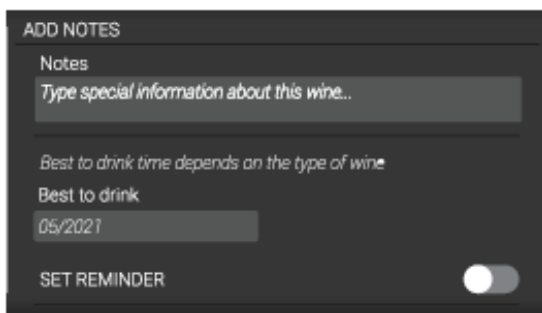 ADD NOTES
Notes
Type special information about this wine...
Best to drink time depends on the type of wine
Best to drink
05/2021
SET REMINDER